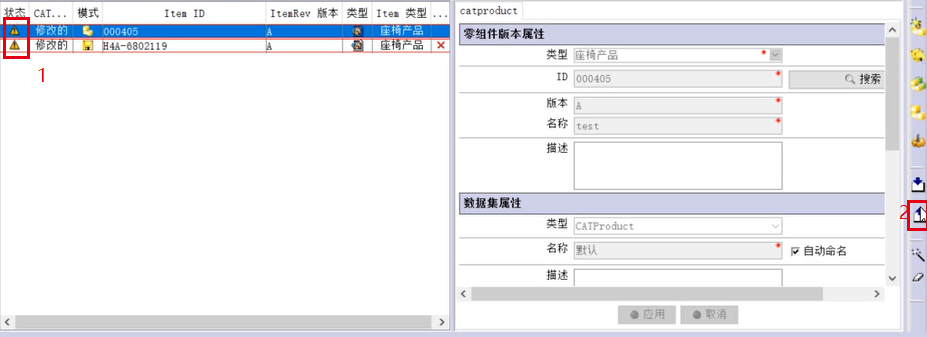 状态 CAT... 模式 Item ID ItemRev 版本 类型 Item 类型 ...
修改的 000405 A 座椅产品
修改的 H4A-6802119 A 座椅产品
1
catproduct
零组件版本属性
类型 座椅产品 *
ID 000405 * 搜索
版本 A *
名称 test *
描述
数据集属性
类型 CATProduct
名称 默认 * 自动命名
描述
应用 取消
2